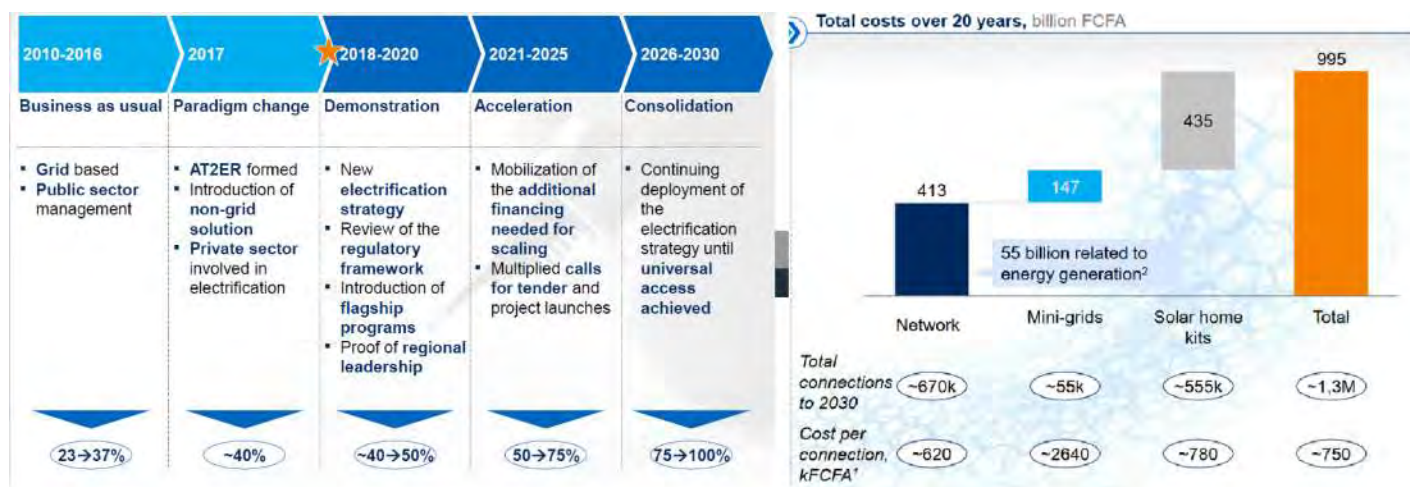 2010-2016
2017
2018-2020
2021-2025
2026-2030
Business as usual
Paradigm change
Demonstration
Acceleration
Consolidation
▪ Grid based
▪ Public sector
management
▪ AT2ER formed
▪ Introduction of
non-grid
solution
▪ Private sector
involved in
electrification
▪ New
electrification
strategy
▪ Review of the
regulatory
framework
▪ Introduction of
flagship
programs
▪ Proof of regional
leadership
▪ Mobilization of
the additional
financing
needed for
scaling
▪ Multiplied calls
for tender and
project launches
▪ Continuing
deployment of
the
electrification
strategy until
universal
access
achieved
23→37%
~40%
~40→50%
50→75%
75→100%
Total costs over 20 years, billion FCFA
995
435
413
147
55 billion related to
energy generation²
Network
Mini-grids
Solar home
kits
Total
Total
connections
to 2030
~670k
~55k
~555k
~1,3M
Cost per
connection,
kFCFA¹
~620
~2640
~780
~750